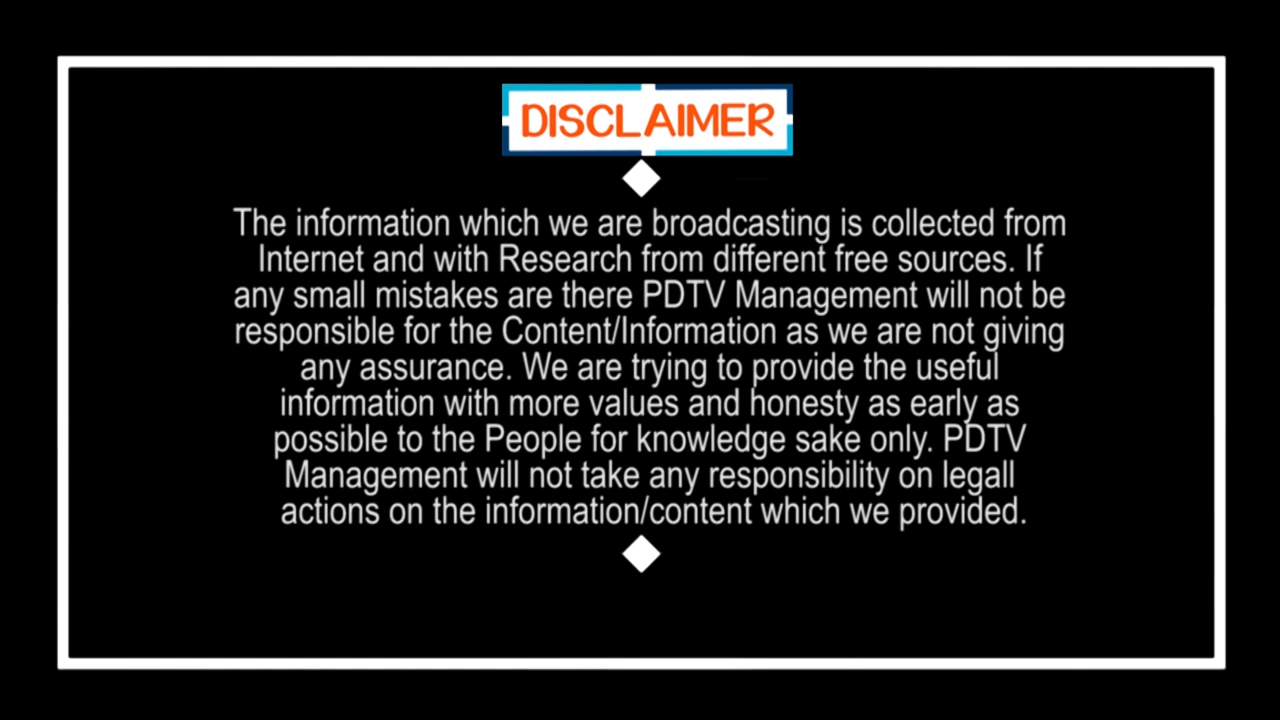 DISCLAIMER
The information which we are broadcasting is collected from
Internet and with Research from different free sources. If
any small mistakes are there PDTV Management will not be
responsible for the Content/Information as we are not giving
any assurance. We are trying to provide the useful
information with more values and honesty as early as
possible to the People for knowledge sake only. PDTV
Management will not take any responsibility on legall
actions on the information/content which we provided.